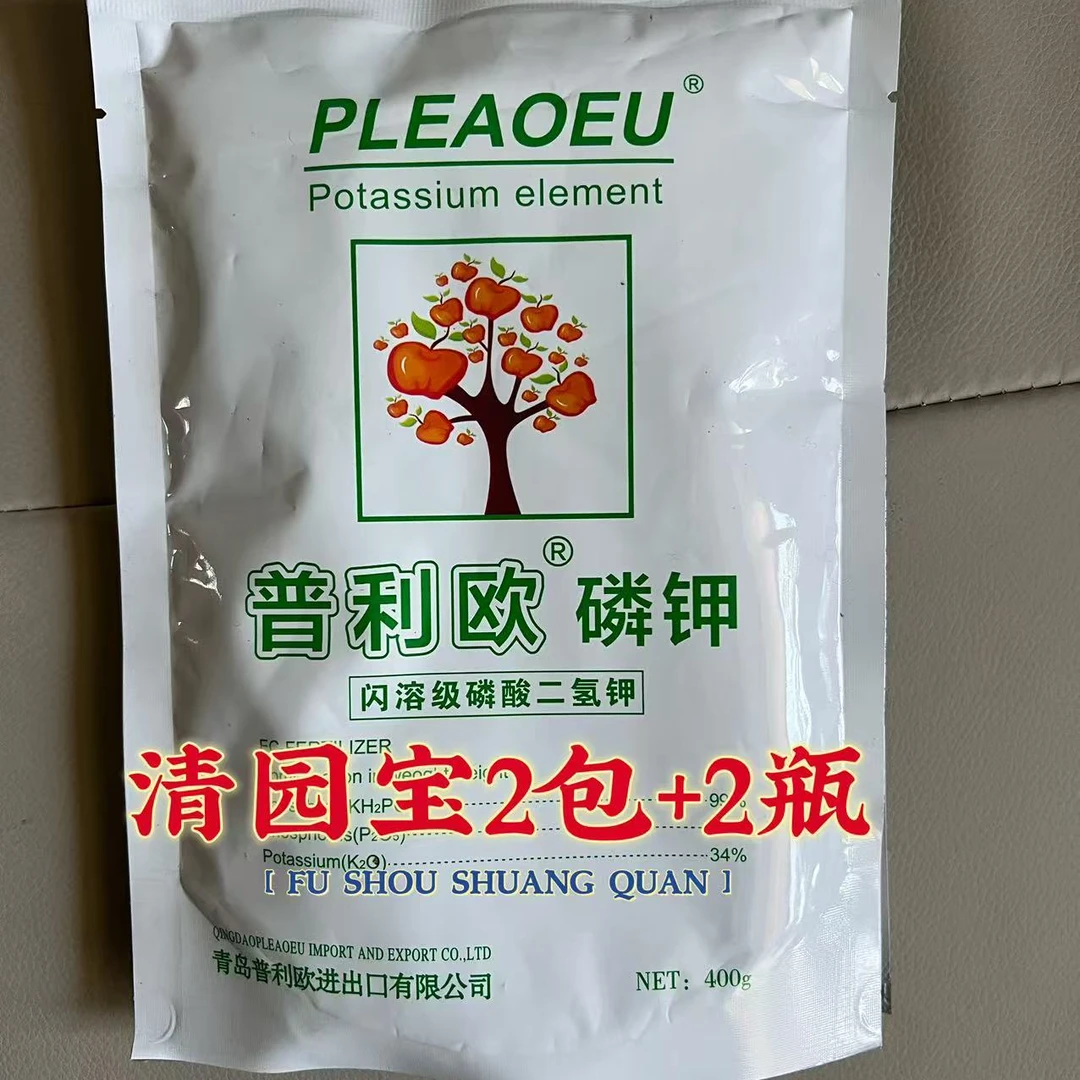 PLEAOEU®
Potassium element
普利欧® 磷钾
闪溶级磷酸二氢钾
EC FERTILIZER
清园宝2包+2瓶
Potassium(K₂O)........34%
[ FU SHOU SHUANG QUAN ]
QINGDAOPLEAOEU IMPORT AND EXPORT CO.,LTD
青岛普利欧进出口有限公司
NET: 400g